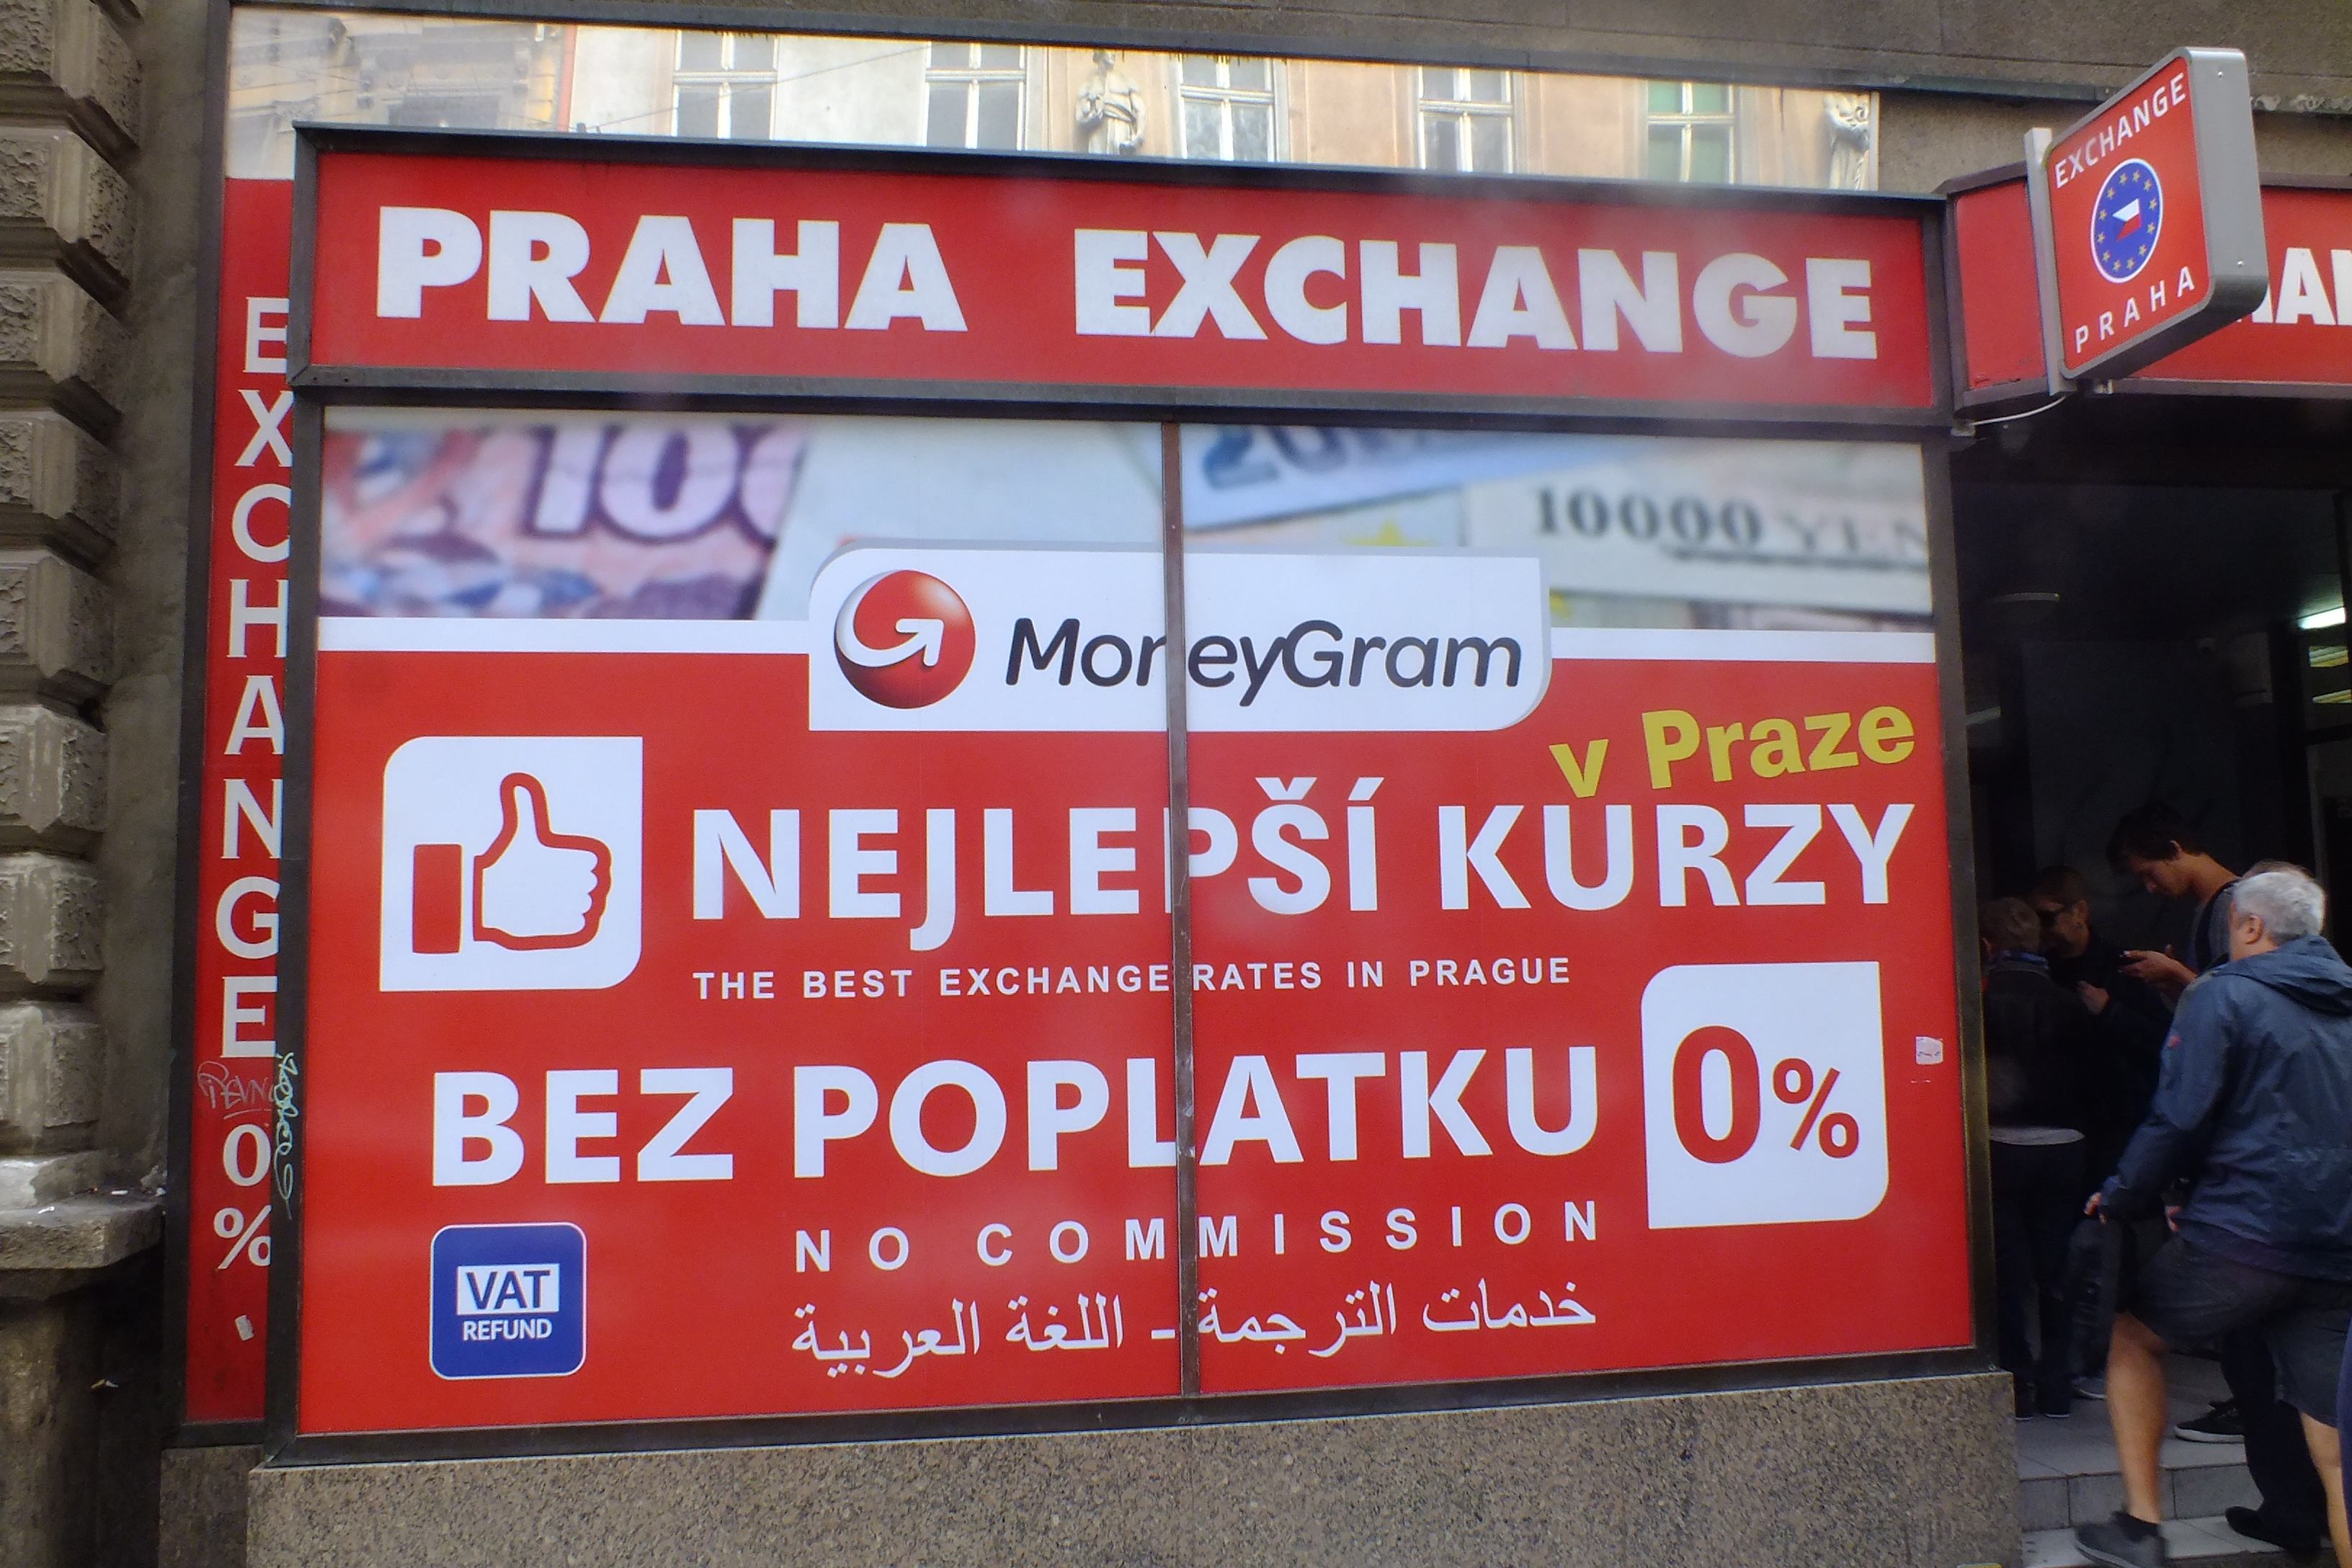 PRAHA EXCHANGE
EXCHANGE
PRAHA
EXCHANGE
0
%
100
10000 YEN
MoneyGram
v Praze
NEJLEPŠÍ KURZY
THE BEST EXCHANGE RATES IN PRAGUE
BEZ POPLATKU
0%
NO COMMISSION
خدمات الترجمة - اللغة العربية
VAT
REFUND